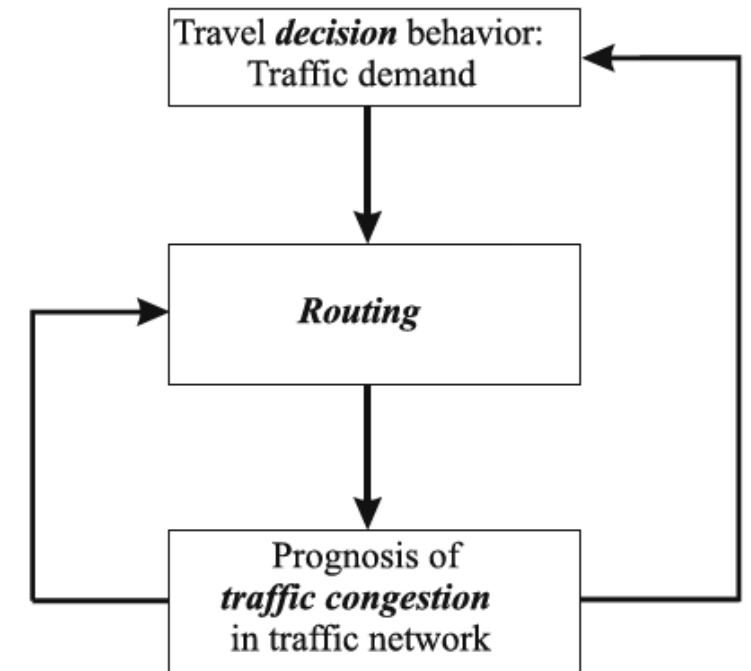 Travel decision behavior:
Traffic demand
Routing
Prognosis of
traffic congestion
in traffic network